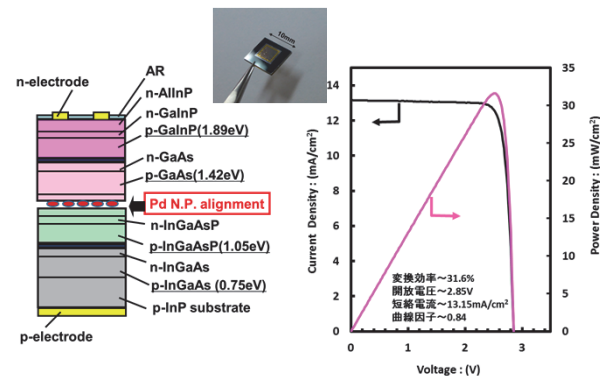 10mm
n-electrode
AR
n-AlInP
n-GaInP
p-GaInP(1.89eV)
n-GaAs
p-GaAs(1.42eV)
Pd N.P. alignment
n-InGaAsP
p-InGaAsP(1.05eV)
n-InGaAs
p-InGaAs (0.75eV)
p-InP substrate
p-electrode
Current Density : (mA/cm²)
14
12
10
8
6
4
2
0
Power Density : (mW/cm²)
35
30
25
20
15
10
5
0
変換効率～31.6%
開放電圧～2.85V
短絡電流～13.15mA/cm²
曲線因子～0.84
0 1 2 3
Voltage : (V)